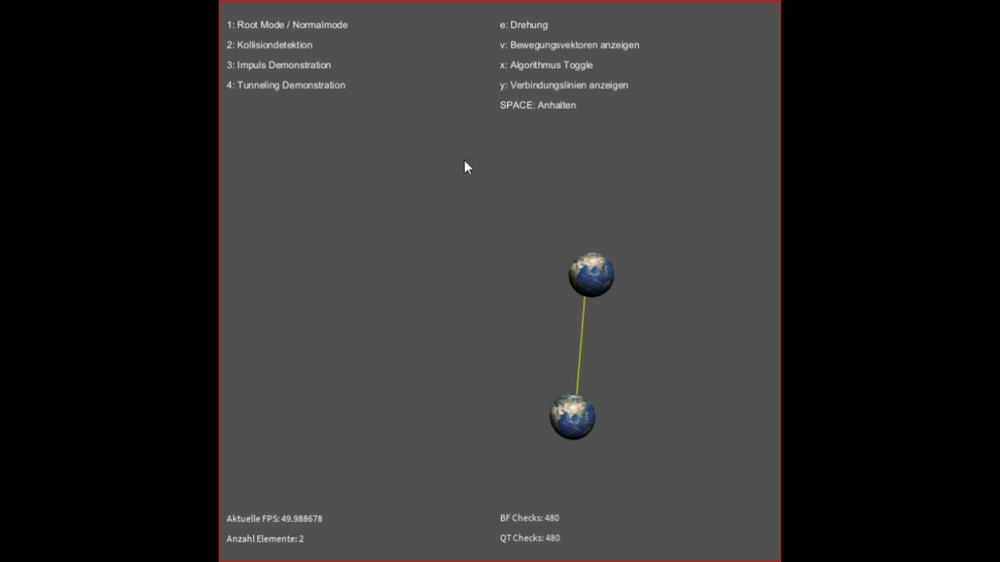 1: Root Mode / Normalmode
2: Kollisiondetektion
3: Impuls Demonstration
4: Tunneling Demonstration
e: Drehung
v: Bewegungsvektoren anzeigen
x: Algorithmus Toggle
y: Verbindungslinien anzeigen
SPACE: Anhalten
Aktuelle FPS: 49.988678
Anzahl Elemente: 2
BF Checks: 480
QT Checks: 480